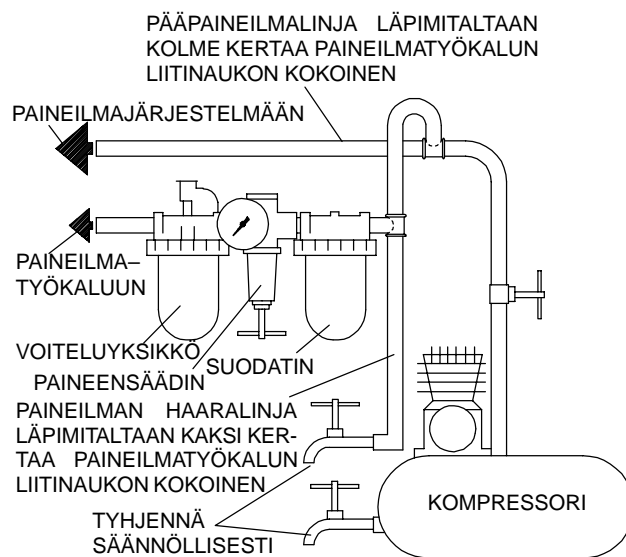 PÄÄPAINEILMALINJA LÄPIMITALTAAN
KOLME KERTAA PAINEILMATYÖKALUN
LIITINAUKON KOKOINEN
PAINEILMAJÄRJESTELMÄÄN
PAINEILMA–
TYÖKALUUN
VOITELUYKSIKKÖ
SUODATIN
PAINEENSÄÄDIN
PAINEILMAN HAARALINJA
LÄPIMITALTAAN KAKSI KER-
TAA PAINEILMATYÖKALUN
LIITINAUKON KOKOINEN
KOMPRESSORI
TYHJENNÄ
SÄÄNNÖLLISESTI